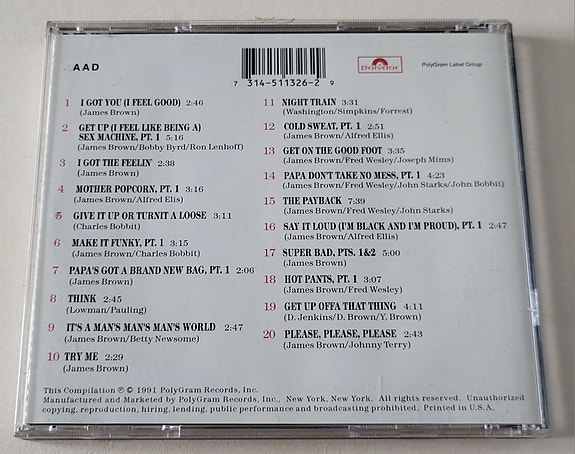 AAD
7 314-511326-2 9
Polydor
PolyGram Label Group
1 I GOT YOU (I FEEL GOOD) 2:46
(James Brown)
2 GET UP (I FEEL LIKE BEING A)
SEX MACHINE, PT. 1 5:16
(James Brown/Bobby Byrd/Ron Lenhoff)
3 I GOT THE FEELIN' 2:38
(James Brown)
4 MOTHER POPCORN, PT. 1 3:16
(James Brown/Alfred Ellis)
5 GIVE IT UP OR TURNIT A LOOSE 3:11
(Charles Bobbit)
6 MAKE IT FUNKY, PT. 1 3:15
(James Brown/Charles Bobbit)
7 PAPA'S GOT A BRAND NEW BAG, PT. 1 2:06
(James Brown)
8 THINK 2:45
(Lowman/Pauling)
9 IT'S A MAN'S MAN'S MAN'S WORLD 2:47
(James Brown/Betty Newsome)
10 TRY ME 2:29
(James Brown)
11 NIGHT TRAIN 3:31
(Washington/Simpkins/Forrest)
12 COLD SWEAT, PT. 1 2:51
(James Brown/Alfred Ellis)
13 GET ON THE GOOD FOOT 3:35
(James Brown/Fred Wesley/Joseph Mims)
14 PAPA DON'T TAKE NO MESS, PT. 1 4:23
(James Brown/Fred Wesley/John Starks/John Bobbit)
15 THE PAYBACK 7:39
(James Brown/Fred Wesley/John Starks)
16 SAY IT LOUD (I'M BLACK AND I'M PROUD), PT. 1 2:47
(James Brown/Alfred Ellis)
17 SUPER BAD, PTS. 1&2 5:00
(James Brown)
18 HOT PANTS, PT. 1 3:07
(James Brown/Fred Wesley)
19 GET UP OFFA THAT THING 4:11
(D. Jenkins/D. Brown/Y. Brown)
20 PLEASE, PLEASE, PLEASE 2:43
(James Brown/Johnny Terry)
This Compilation ℗ © 1991 PolyGram Records, Inc.
Manufactured and Marketed by PolyGram Records, Inc., New York, New York. All rights reserved. Unauthorized
copying, reproduction, hiring, lending, public performance and broadcasting prohibited. Printed in U.S.A.